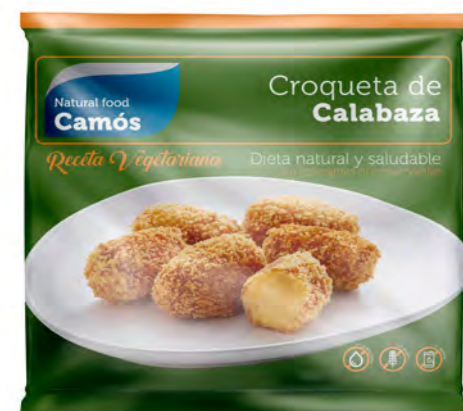 Natural food
Camós
Croqueta de
Calabaza
Receta Vegetariana
Dieta natural y saludable